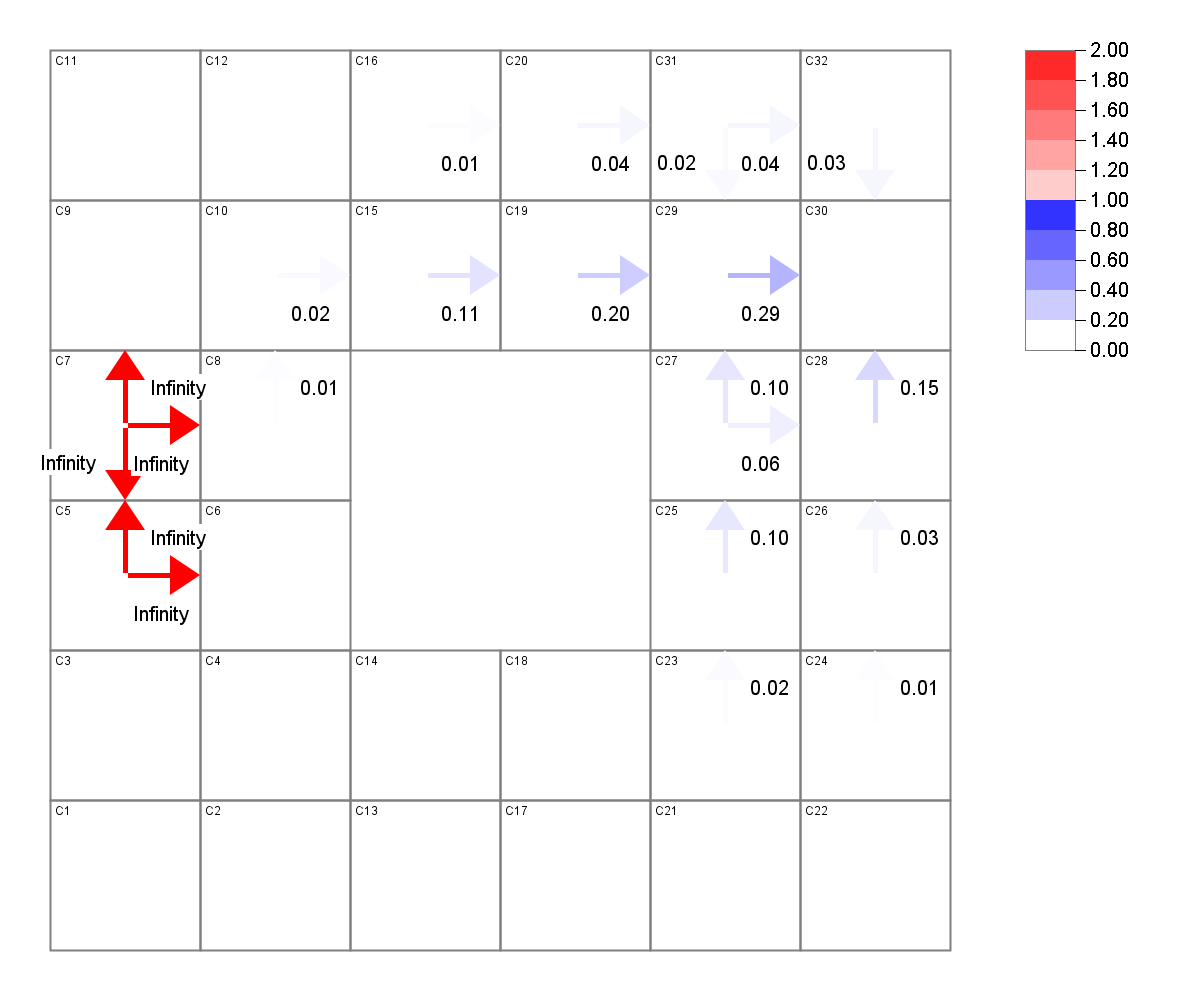 C11 C12 C16 C20 C31 C32 2.00
1.80
1.60
1.40
0.01 0.04 0.02 0.04 0.03 1.20
C9 C10 C15 C19 C29 C30 1.00
0.80
0.60
0.40
0.02 0.11 0.20 0.29 0.20
C7 C8 C27 C28 0.00
Infinity 0.01 0.10 0.15
Infinity Infinity 0.06
C5 C6 C25 C26
Infinity 0.10 0.03
Infinity
C3 C4 C14 C18 C23 C24
0.02 0.01
C1 C2 C13 C17 C21 C22